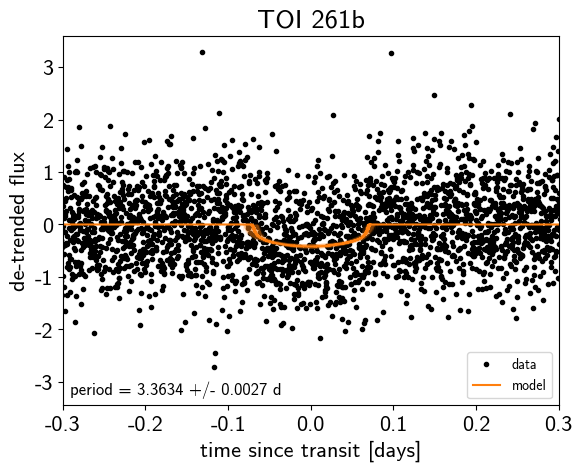 TOI 261b
de-trended flux
3
2
1
0
-1
-2
-3
period = 3.3634 +/- 0.0027 d
data
model
-0.3 -0.2 -0.1 0.0 0.1 0.2 0.3
time since transit [days]